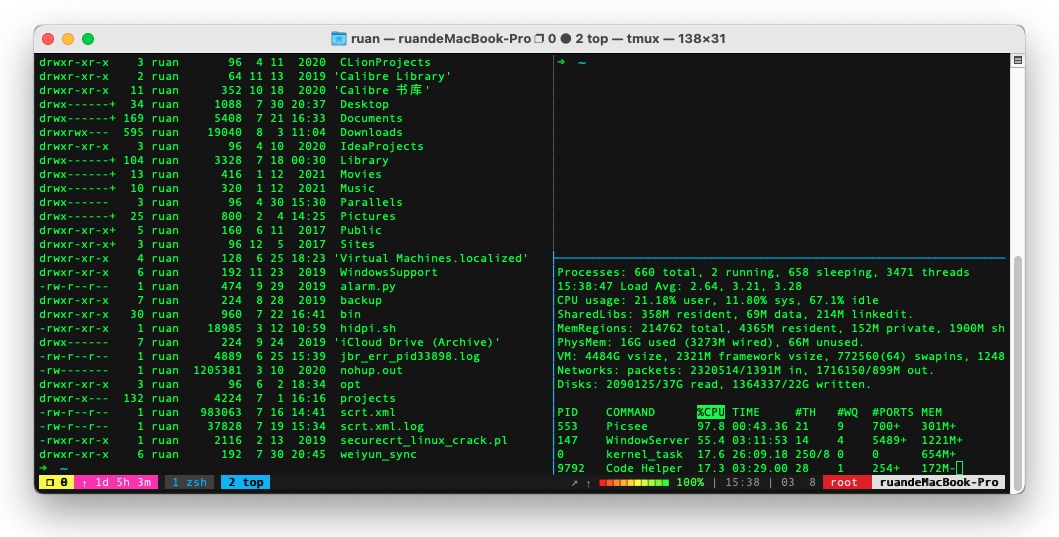 ruan — ruandeMacBook-Pro ❐ 0 ● 2 top — tmux — 138×31
drwxr-xr-x 3 ruan 96 4 11 2020 CLionProjects
drwxr-xr-x 2 ruan 64 11 13 2019 'Calibre Library'
drwxr-xr-x 11 ruan 352 10 18 2020 'Calibre 书库'
drwx------+ 34 ruan 1088 7 30 20:37 Desktop
drwx------+ 169 ruan 5408 7 21 16:33 Documents
drwxrwx--- 595 ruan 19040 8 3 11:04 Downloads
drwxr-xr-x 3 ruan 96 4 10 2020 IdeaProjects
drwx------+ 104 ruan 3328 7 18 00:30 Library
drwx------+ 13 ruan 416 1 12 2021 Movies
drwx------+ 10 ruan 320 1 12 2021 Music
drwx------ 3 ruan 96 4 30 15:30 Parallels
drwx------+ 25 ruan 800 2 4 14:25 Pictures
drwxr-xr-x+ 5 ruan 160 6 11 2017 Public
drwxr-xr-x+ 3 ruan 96 12 5 2017 Sites
drwxr-xr-x 4 ruan 128 6 25 18:23 'Virtual Machines.localized'
drwxr-xr-x 6 ruan 192 11 23 2019 WindowsSupport
-rw-r--r-- 1 ruan 474 9 29 2019 alarm.py
drwxr-xr-x 7 ruan 224 8 28 2019 backup
drwxr-xr-x 30 ruan 960 7 22 16:41 bin
-rwxr-xr-x 1 ruan 18985 3 12 10:59 hidpi.sh
drwx------ 7 ruan 224 9 24 2019 'iCloud Drive (Archive)'
-rw-r--r-- 1 ruan 4889 6 25 15:39 jbr_err_pid33898.log
-rw------- 1 ruan 1205381 3 10 2020 nohup.out
drwxr-xr-x 3 ruan 96 6 2 18:34 opt
drwxr-x--- 132 ruan 4224 7 1 16:16 projects
-rw-r--r-- 1 ruan 983063 7 16 14:41 scrt.xml
-rw-r--r-- 1 ruan 37828 7 19 15:34 scrt.xml.log
-rwxr-xr-x 1 ruan 2116 2 13 2019 securecrt_linux_crack.pl
drwxr-xr-x 6 ruan 192 7 30 20:45 weiyun_sync
➜ ~
➜ ~
Processes: 660 total, 2 running, 658 sleeping, 3471 threads
15:38:47 Load Avg: 2.64, 3.21, 3.28
CPU usage: 21.18% user, 11.80% sys, 67.1% idle
SharedLibs: 358M resident, 69M data, 214M linkedit.
MemRegions: 214762 total, 4365M resident, 152M private, 1900M sh
PhysMem: 16G used (3273M wired), 66M unused.
VM: 4484G vsize, 2321M framework vsize, 772560(64) swapins, 1248
Networks: packets: 2320514/1391M in, 1716150/899M out.
Disks: 2090125/37G read, 1364337/22G written.
PID COMMAND %CPU TIME #TH #WQ #PORTS MEM
553 Picsee 97.8 00:43.36 21 9 700+ 301M+
147 WindowServer 55.4 03:11:53 14 4 5489+ 1221M+
0 kernel_task 17.6 26:09.18 250/8 0 0 654M+
9792 Code Helper 17.3 03:29.00 28 1 254+ 172M-
❐ 0 ↑ 1d 5h 3m 1 zsh 2 top ↗ ↑ 100% | 15:38 | 03 8 root ruandeMacBook-Pro